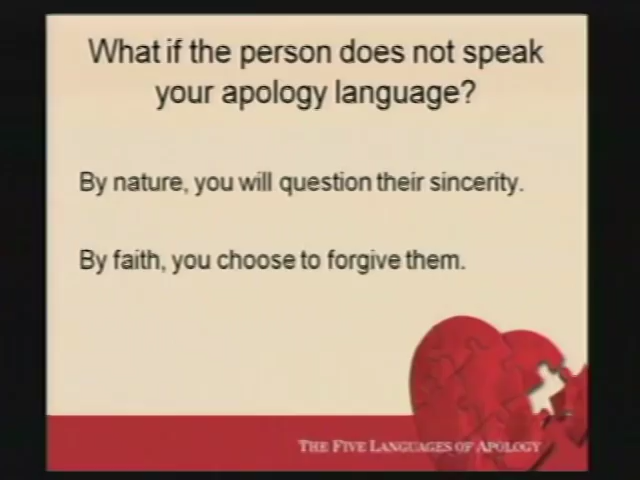 What if the person does not speak
your apology language?
By nature, you will question their sincerity.
By faith, you choose to forgive them.
THE FIVE LANGUAGES OF APOLOGY